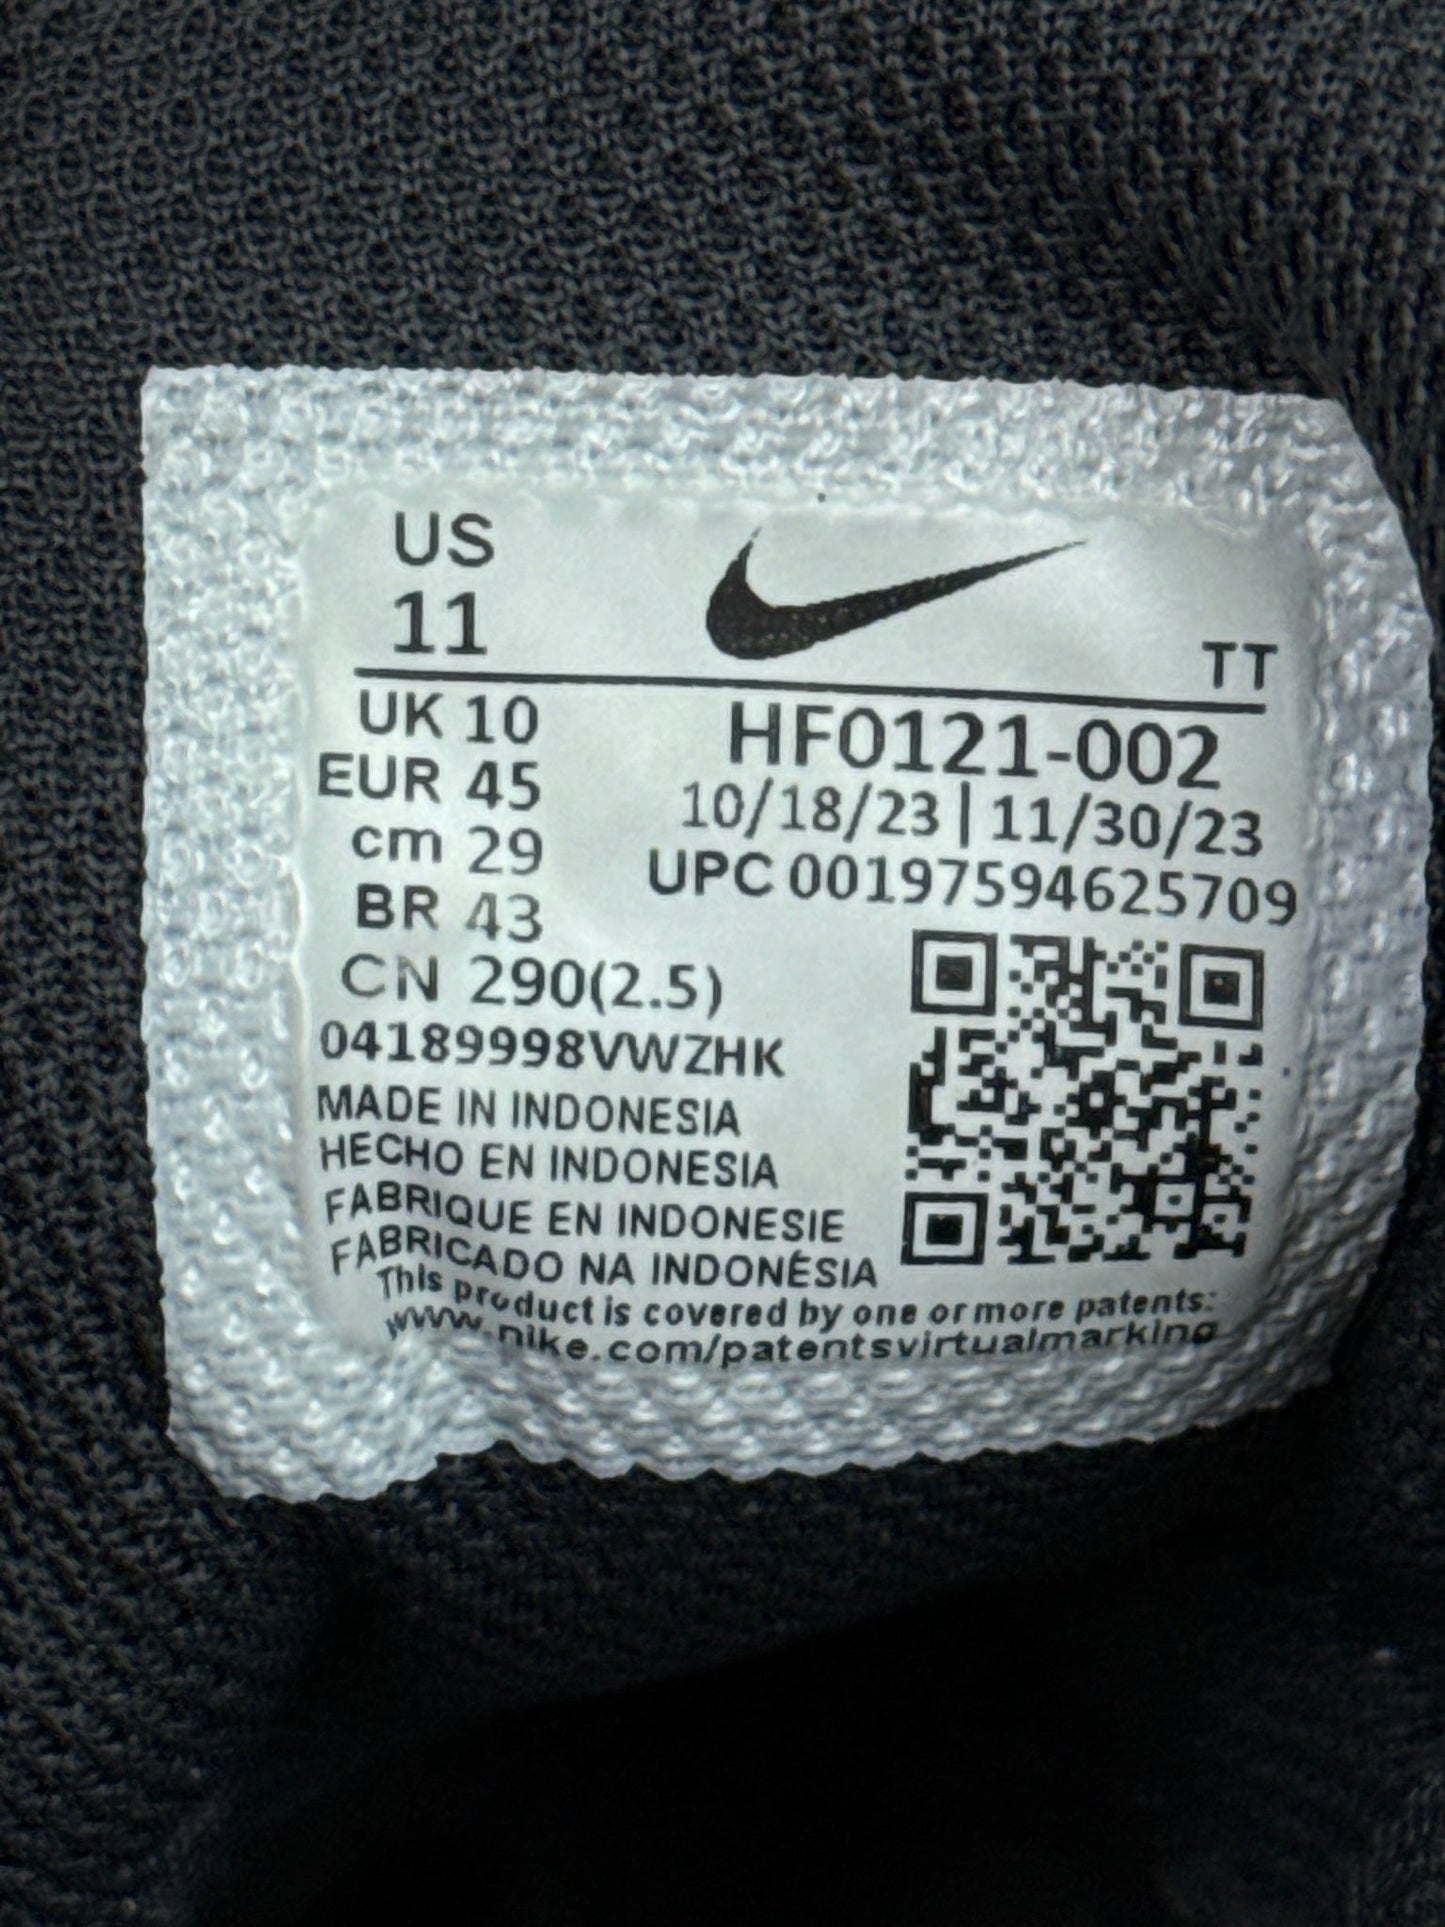 US
11
TT
UK 10
EUR 45
cm 29
BR 43
CN 290(2.5)
HF0121-002
10/18/23 | 11/30/23
UPC 00197594625709
04189998VWZHK
MADE IN INDONESIA
HECHO EN INDONESIA
FABRIQUE EN INDONESIE
FABRICADO NA INDONÉSIA
This product is covered by one or more patents:
www.nike.com/patentsvirtualmarking